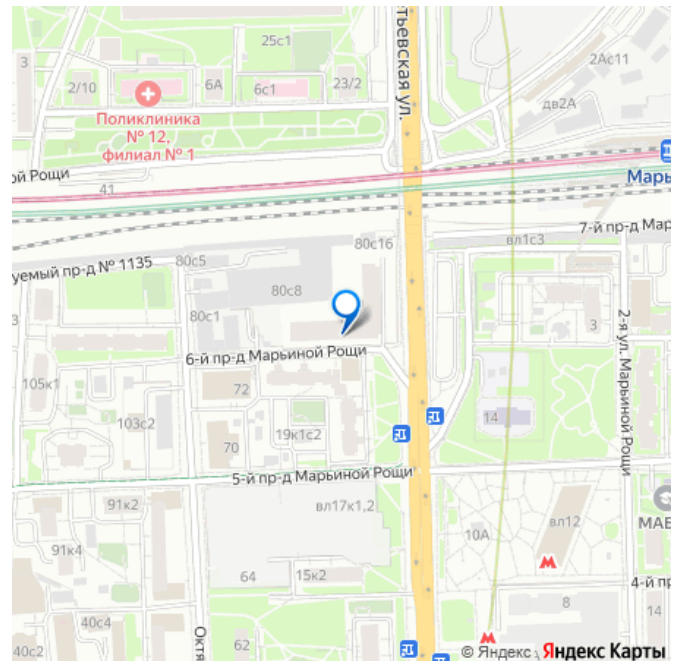 25с1
3
2/10
6А
6с1
23/2
2Ас11
дв2А
Поликлиника
№ 12,
филиал № 1
тьевская ул.
ой Рощи
41
Марь
7-й пр-д Мар
80с16
вл1с3
уемый пр-д № 1135
80с5
80с8
80с1
3
2-я ул. Марьиной Рощи
6-й пр-д Марьиной Рощи
105к1
72
103с2
19к1с2
14
70
5-й пр-д Марьиной Рощи
91к2
вл17к1,2
10А
вл12
МАБ
91к4
64
15к2
4-й пр
8
14
40с4
40с2
Октя
62
© Яндекс
Яндекс Карты